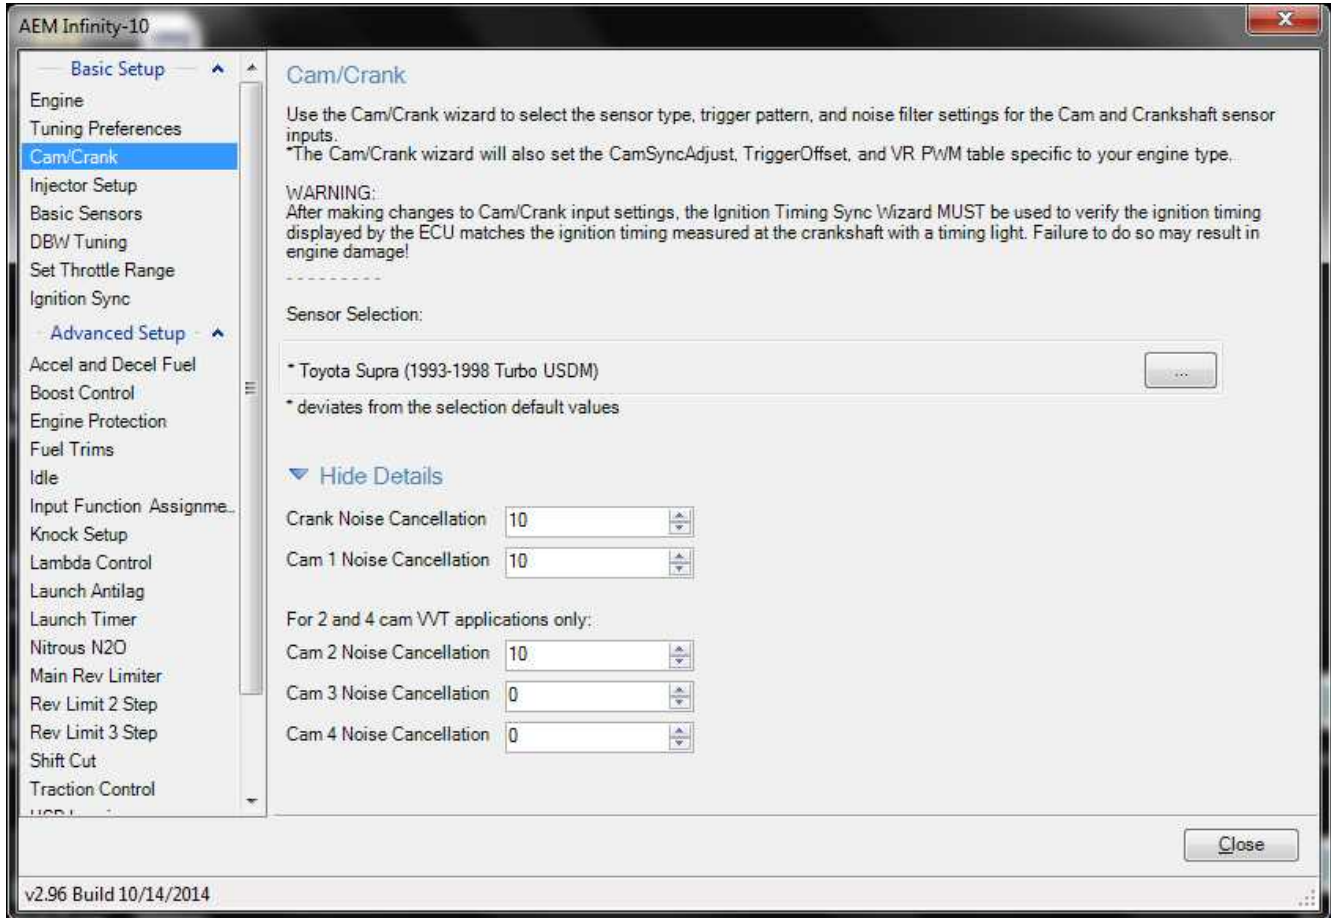 AEM Infinity-10
Basic Setup
Engine
Tuning Preferences
Cam/Crank
Injector Setup
Basic Sensors
DBW Tuning
Set Throttle Range
Ignition Sync
Advanced Setup
Accel and Decel Fuel
Boost Control
Engine Protection
Fuel Trims
Idle
Input Function Assignme...
Knock Setup
Lambda Control
Launch Antilag
Launch Timer
Nitrous N2O
Main Rev Limiter
Rev Limit 2 Step
Rev Limit 3 Step
Shift Cut
Traction Control
Cam/Crank
Use the Cam/Crank wizard to select the sensor type, trigger pattern, and noise filter settings for the Cam and Crankshaft sensor
inputs.
*The Cam/Crank wizard will also set the CamSyncAdjust, TriggerOffset, and VR PWM table specific to your engine type.
WARNING:
After making changes to Cam/Crank input settings, the Ignition Timing Sync Wizard MUST be used to verify the ignition timing
displayed by the ECU matches the ignition timing measured at the crankshaft with a timing light. Failure to do so may result in
engine damage!
- - - - - - - - -
Sensor Selection:
* Toyota Supra (1993-1998 Turbo USDM)
...
* deviates from the selection default values
Hide Details
Crank Noise Cancellation 10
Cam 1 Noise Cancellation 10
For 2 and 4 cam VVT applications only:
Cam 2 Noise Cancellation 10
Cam 3 Noise Cancellation 0
Cam 4 Noise Cancellation 0
Close
v2.96 Build 10/14/2014